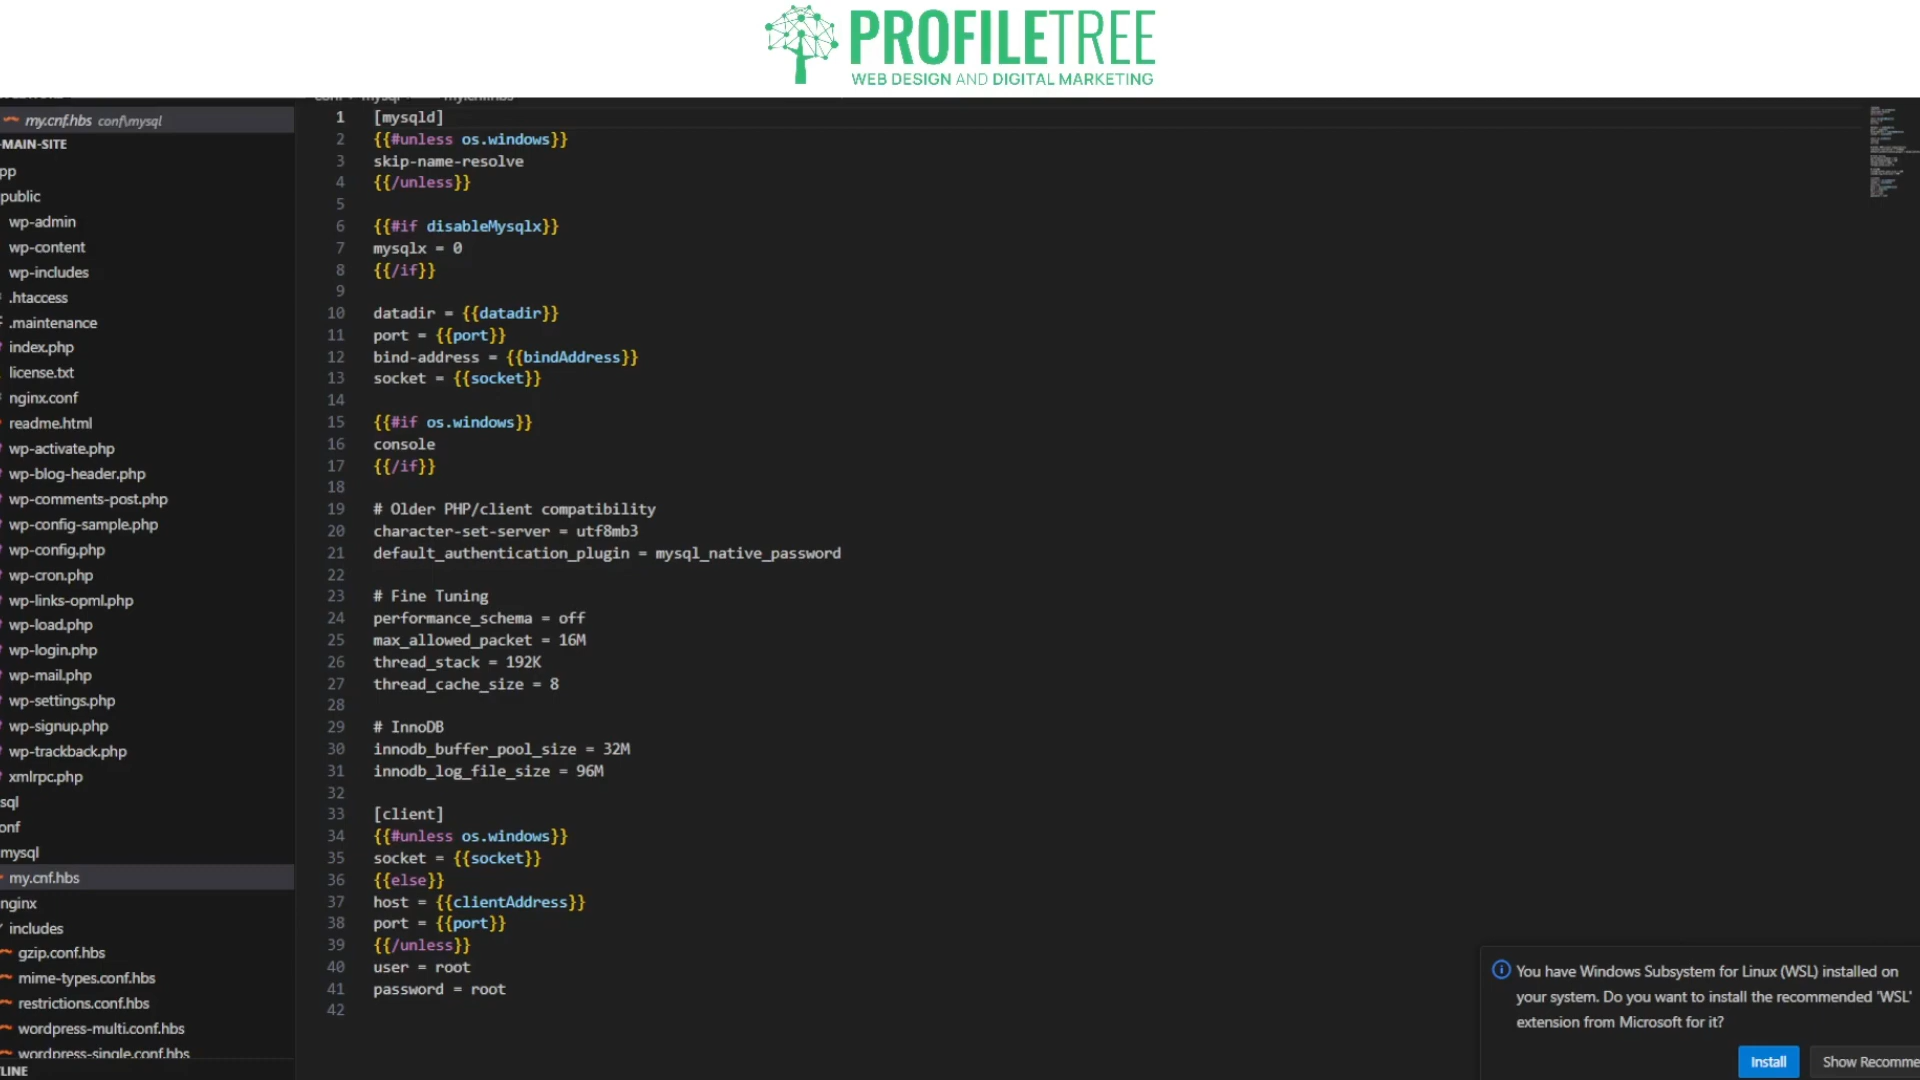 PROFILETREE
WEB DESIGN AND DIGITAL MARKETING
my.cnf.hbs conf\mysql
-MAIN-SITE
pp
public
wp-admin
wp-content
wp-includes
.htaccess
.maintenance
index.php
license.txt
nginx.conf
readme.html
wp-activate.php
wp-blog-header.php
wp-comments-post.php
wp-config-sample.php
wp-config.php
wp-cron.php
wp-links-opml.php
wp-load.php
wp-login.php
wp-mail.php
wp-settings.php
wp-signup.php
wp-trackback.php
xmlrpc.php
sql
onf
mysql
my.cnf.hbs
nginx
includes
gzip.conf.hbs
mime-types.conf.hbs
restrictions.conf.hbs
wordpress-multi.conf.hbs
wordpress-single.conf.hbs
LINE
1 [mysqld]
2 {{#unless os.windows}}
3 skip-name-resolve
4 {{/unless}}
5
6 {{#if disableMysqlx}}
7 mysqlx = 0
8 {{/if}}
9
10 datadir = {{datadir}}
11 port = {{port}}
12 bind-address = {{bindAddress}}
13 socket = {{socket}}
14
15 {{#if os.windows}}
16 console
17 {{/if}}
18
19 # Older PHP/client compatibility
20 character-set-server = utf8mb3
21 default_authentication_plugin = mysql_native_password
22
23 # Fine Tuning
24 performance_schema = off
25 max_allowed_packet = 16M
26 thread_stack = 192K
27 thread_cache_size = 8
28
29 # InnoDB
30 innodb_buffer_pool_size = 32M
31 innodb_log_file_size = 96M
32
33 [client]
34 {{#unless os.windows}}
35 socket = {{socket}}
36 {{else}}
37 host = {{clientAddress}}
38 port = {{port}}
39 {{/unless}}
40 user = root
41 password = root
42
You have Windows Subsystem for Linux (WSL) installed on
your system. Do you want to install the recommended 'WSL'
extension from Microsoft for it?
Install
Show Recomme